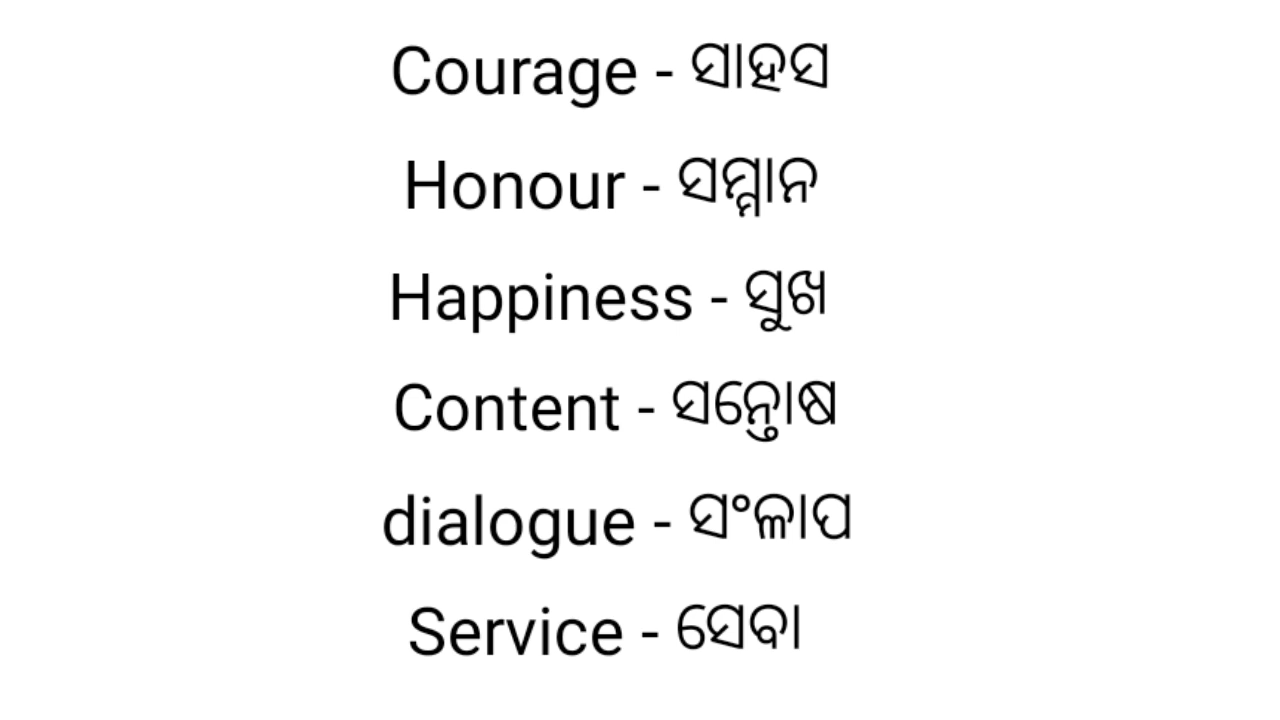 Courage - ସାହସ
Honour - ସମ୍ମାନ
Happiness - ସୁଖ
Content - ସନ୍ତୋଷ
dialogue - ସଂଳାପ
Service - ସେବା